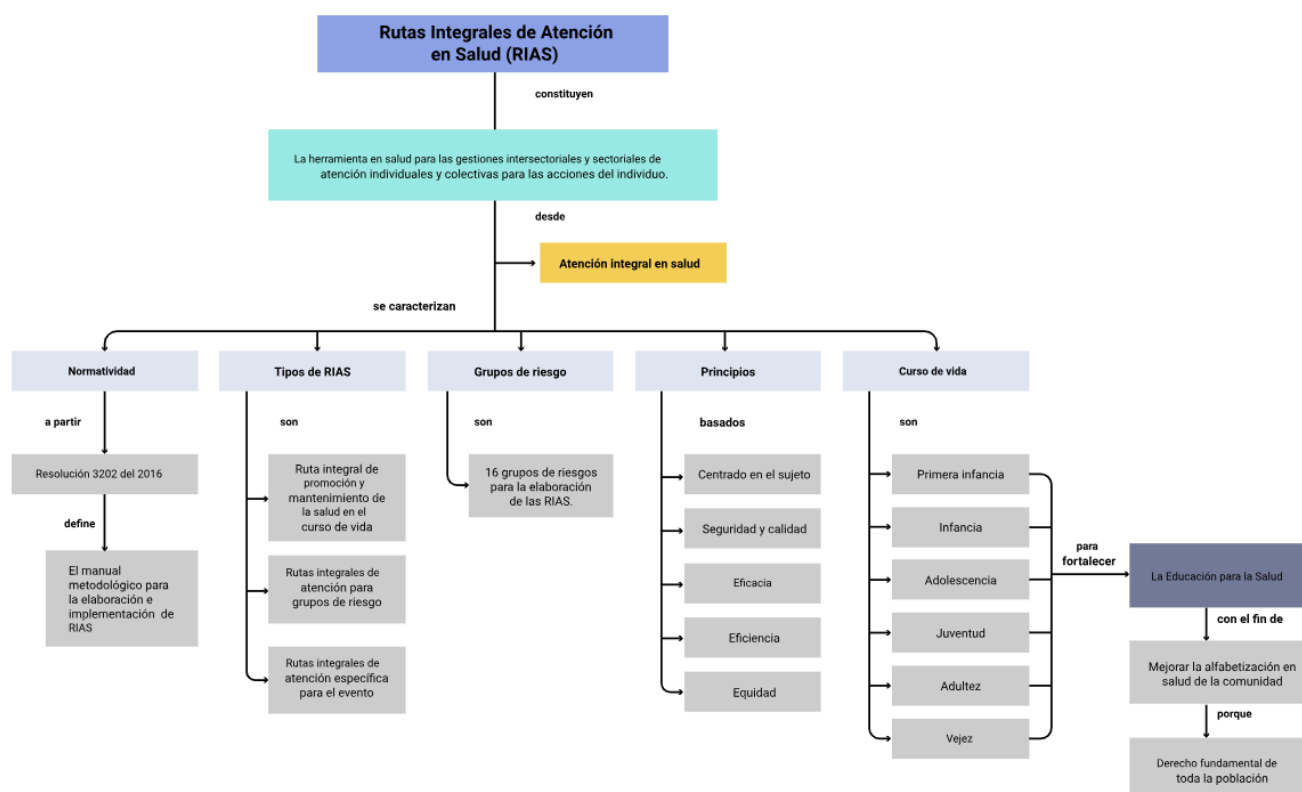 Rutas Integrales de Atención
en Salud (RIAS)
constituyen
La herramienta en salud para las gestiones intersectoriales y sectoriales de
atención individuales y colectivas para las acciones del individuo.
desde
Atención integral en salud
se caracterizan
Normatividad
a partir
Resolución 3202 del 2016
define
El manual
metodológico para
la elaboración e
implementación de
RIAS
Tipos de RIAS
son
Ruta integral de
promoción y
mantenimiento de
la salud en el
curso de vida
Rutas integrales de
atención para
grupos de riesgo
Rutas integrales de
atención específica
para el evento
Grupos de riesgo
son
16 grupos de riesgos
para la elaboración
de las RIAS.
Principios
basados
Centrado en el sujeto
Seguridad y calidad
Eficacia
Eficiencia
Equidad
Curso de vida
son
Primera infancia
Infancia
Adolescencia
Juventud
Adultez
Vejez
para
fortalecer
La Educación para la Salud
con el fin de
Mejorar la alfabetización en
salud de la comunidad
porque
Derecho fundamental de
toda la población